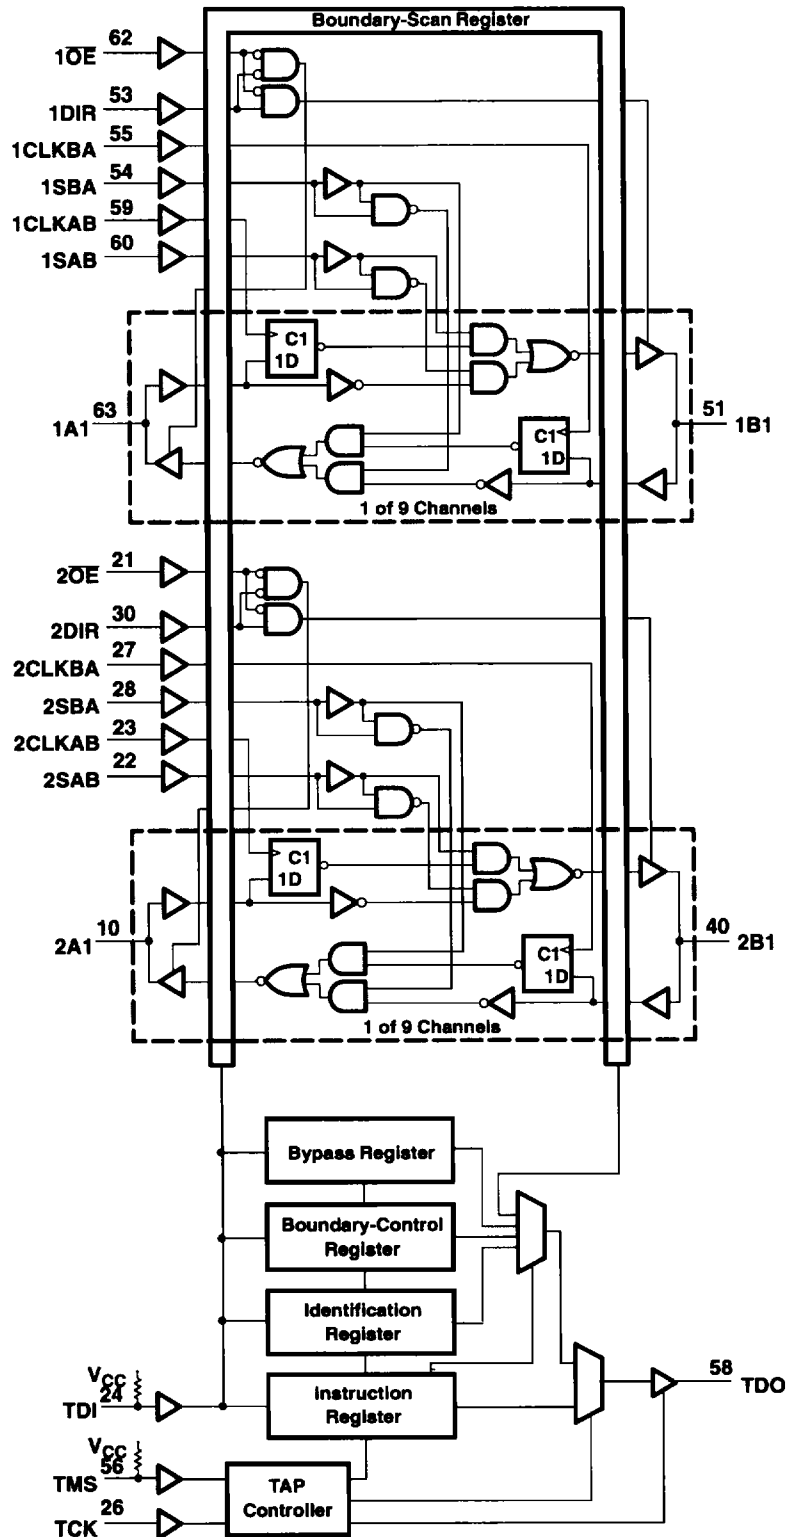 Boundary-Scan Register
62
1O̅E̅
53
1DIR
55
1CLKBA
54
1SBA
59
1CLKAB
60
1SAB
C1
1D
63
1A1
51
1B1
C1
1D
1 of 9 Channels
21
2O̅E̅
30
2DIR
27
2CLKBA
28
2SBA
23
2CLKAB
22
2SAB
C1
1D
10
2A1
40
2B1
C1
1D
1 of 9 Channels
Bypass Register
Boundary-Control
Register
Identification
Register
VCC
24
TDI
Instruction
Register
58
TDO
VCC
56
TMS
TAP
Controller
26
TCK